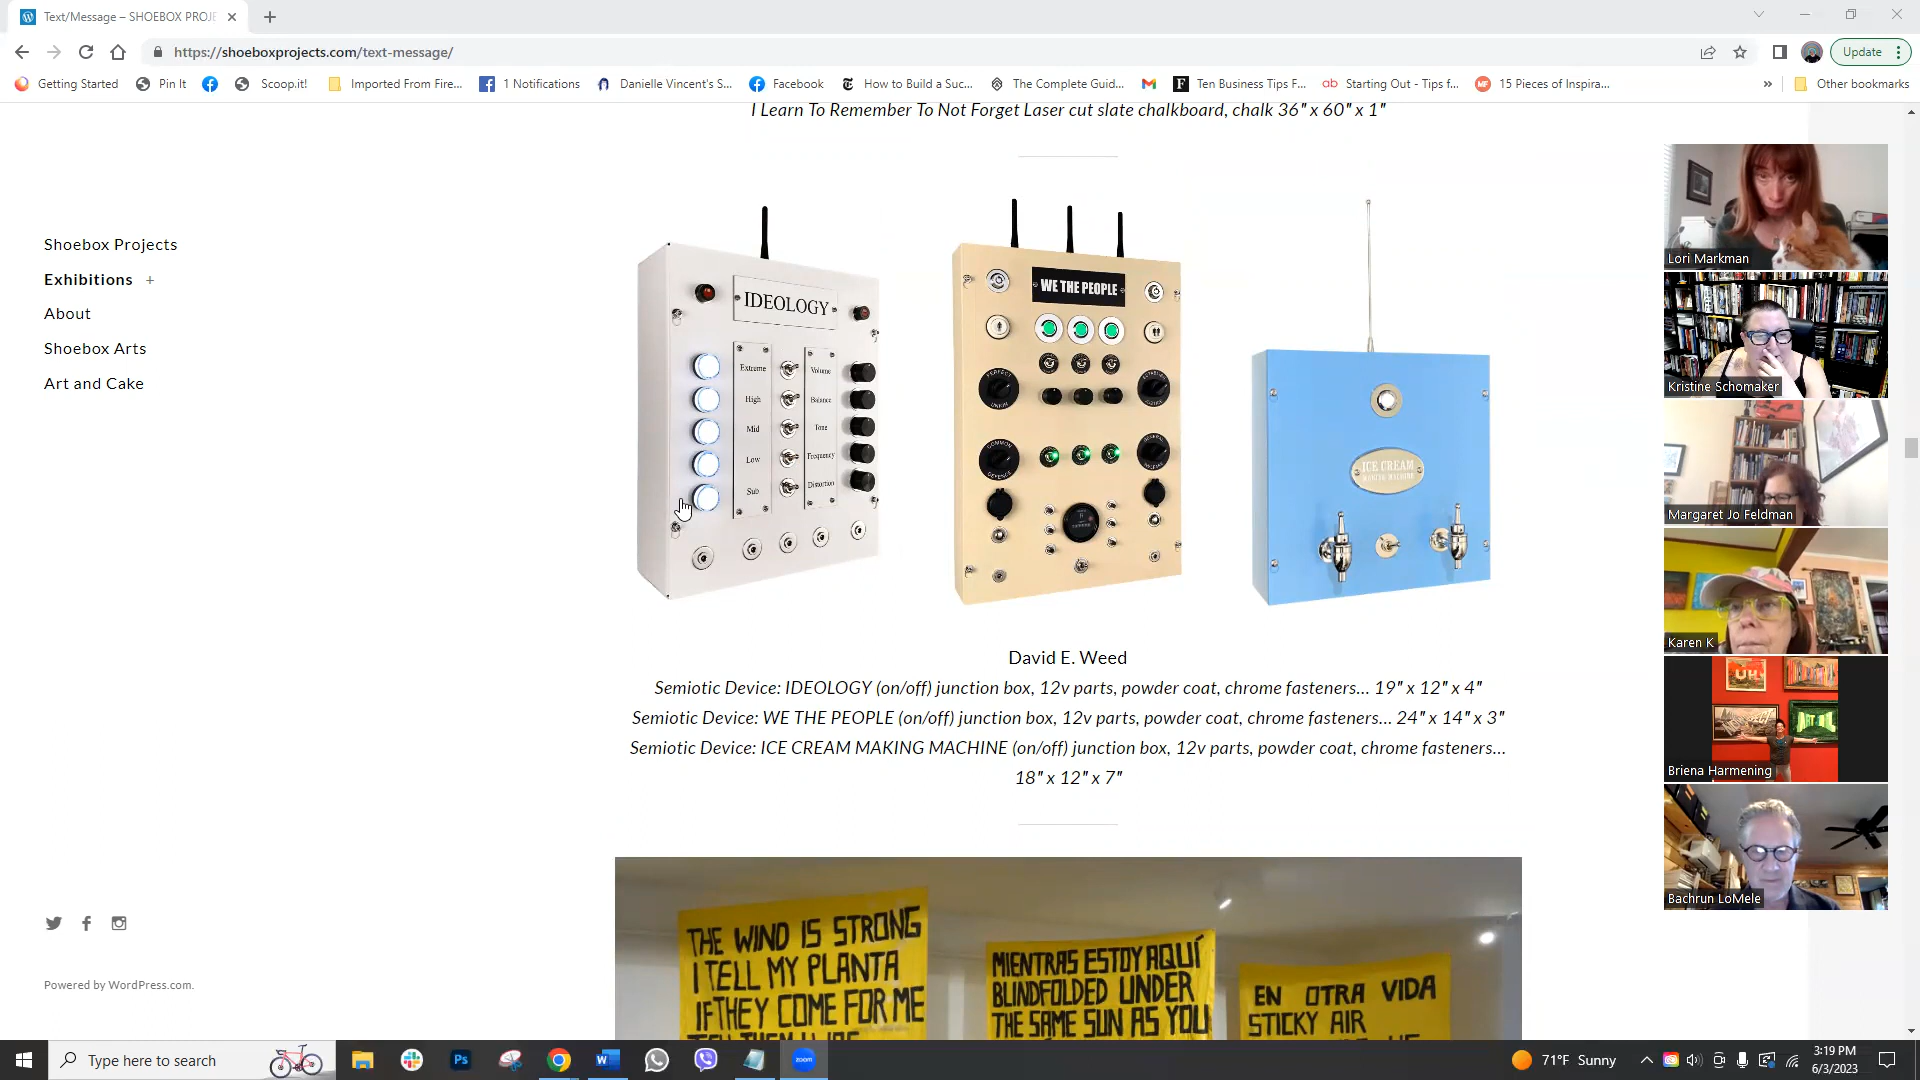 Text/Message – SHOEBOX PROJE
https://shoeboxprojects.com/text-message/
Update
Getting Started
Pin It
Scoop.it!
Imported From Fire...
1 Notifications
Danielle Vincent's S...
Facebook
How to Build a Suc...
The Complete Guid...
Ten Business Tips F...
Starting Out - Tips f...
15 Pieces of Inspira...
»
Other bookmarks
I Learn To Remember To Not Forget Laser cut slate chalkboard, chalk 36" x 60" x 1"
Shoebox Projects
Exhibitions +
About
Shoebox Arts
Art and Cake
IDEOLOGY
Extreme
Volume
High
Balance
Mid
Tone
Low
Frequency
Sub
Distortion
WE THE PEOPLE
PERFECT
UNION
COMMON
DEFENCE
ICE CREAM
MAKING MACHINE
David E. Weed
Semiotic Device: IDEOLOGY (on/off) junction box, 12v parts, powder coat, chrome fasteners… 19" x 12" x 4"
Semiotic Device: WE THE PEOPLE (on/off) junction box, 12v parts, powder coat, chrome fasteners… 24" x 14" x 3"
Semiotic Device: ICE CREAM MAKING MACHINE (on/off) junction box, 12v parts, powder coat, chrome fasteners…
18" x 12" x 7"
THE WIND IS STRONG
I TELL MY PLANTA
IF THEY COME FOR ME
MIENTRAS ESTOY AQUÍ
BLINDFOLDED UNDER
THE SAME SUN AS YOU
EN OTRA VIDA
STICKY AIR
Lori Markman
Kristine Schomaker
Margaret Jo Feldman
Karen K
UH
Briena Harmening
Bachrun LoMele
Powered by WordPress.com.
Type here to search
zoom
71°F Sunny
3:19 PM
6/3/2023